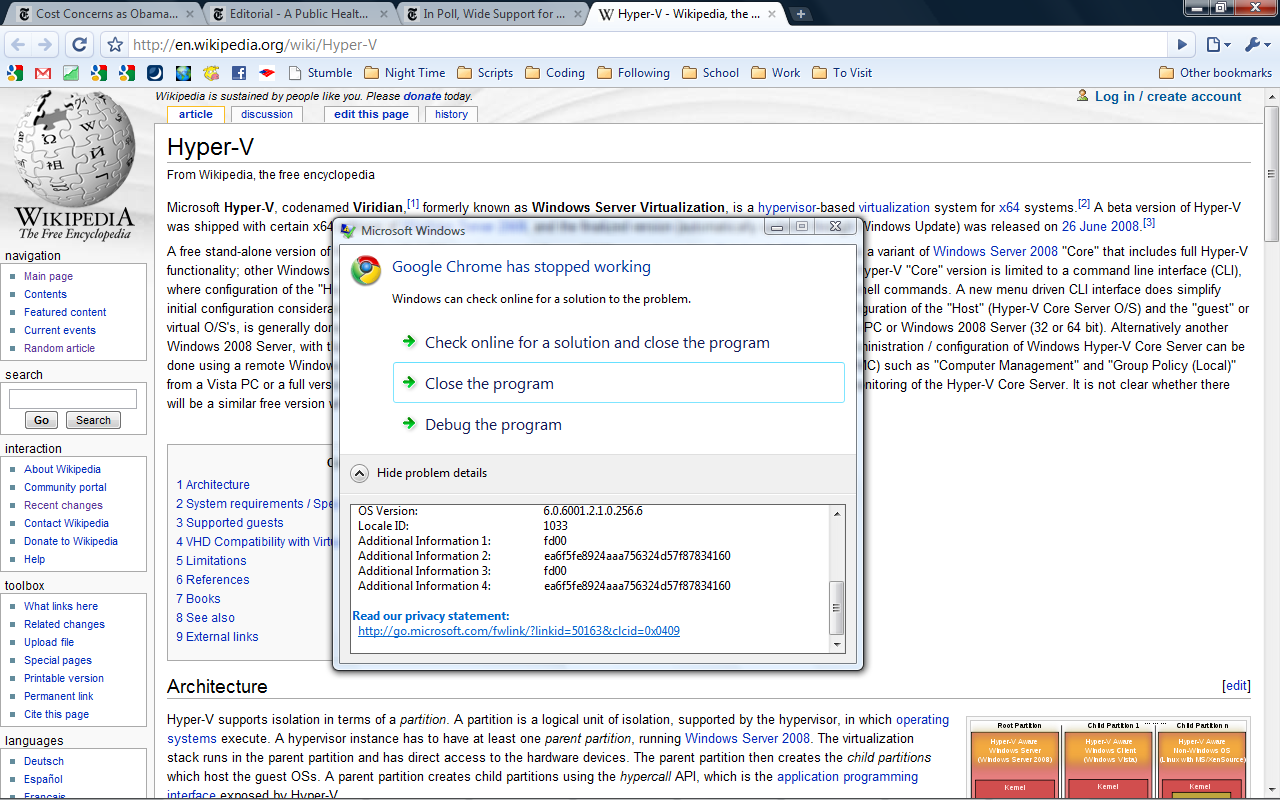 Cost Concerns as Obama...
Editorial - A Public Healt...
In Poll, Wide Support for ...
Hyper-V - Wikipedia, the ...
http://en.wikipedia.org/wiki/Hyper-V
Stumble
Night Time
Scripts
Coding
Following
School
Work
To Visit
Other bookmarks
Wikipedia is sustained by people like you. Please donate today.
Log in / create account
article
discussion
edit this page
history
WIKIPEDIA
The Free Encyclopedia
navigation
Main page
Contents
Featured content
Current events
Random article
search
Go
Search
interaction
About Wikipedia
Community portal
Recent changes
Contact Wikipedia
Donate to Wikipedia
Help
toolbox
What links here
Related changes
Upload file
Special pages
Printable version
Permanent link
Cite this page
languages
Deutsch
Español
Français
Hyper-V
From Wikipedia, the free encyclopedia
Microsoft Hyper-V, codenamed Viridian,[1] formerly known as Windows Server Virtualization, is a hypervisor-based virtualization system for x64 systems.[2] A beta version of Hyper-V
was shipped with certain x64 Windows Update) was released on 26 June 2008.[3]
A free stand-alone version of a variant of Windows Server 2008 "Core" that includes full Hyper-V
functionality; other Windows yper-V "Core" version is limited to a command line interface (CLI),
where configuration of the "H ell commands. A new menu driven CLI interface does simplify
initial configuration considera guration of the "Host" (Hyper-V Core Server O/S) and the "guest" or
virtual O/S's, is generally don PC or Windows 2008 Server (32 or 64 bit). Alternatively another
Windows 2008 Server, with t ministration / configuration of Windows Hyper-V Core Server can be
done using a remote Window MC) such as "Computer Management" and "Group Policy (Local)"
from a Vista PC or a full vers nitoring of the Hyper-V Core Server. It is not clear whether there
will be a similar free version
1 Architecture
2 System requirements / Spe
3 Supported guests
4 VHD Compatibility with Virtu
5 Limitations
6 References
7 Books
8 See also
9 External links
Microsoft Windows
Google Chrome has stopped working
Windows can check online for a solution to the problem.
Check online for a solution and close the program
Close the program
Debug the program
Hide problem details
OS Version: 6.0.6001.2.1.0.256.6
Locale ID: 1033
Additional Information 1: fd00
Additional Information 2: ea6f5fe8924aaa756324d57f87834160
Additional Information 3: fd00
Additional Information 4: ea6f5fe8924aaa756324d57f87834160
Read our privacy statement:
http://go.microsoft.com/fwlink/?linkid=50163&clcid=0x0409
Architecture
[edit]
Hyper-V supports isolation in terms of a partition. A partition is a logical unit of isolation, supported by the hypervisor, in which operating
systems execute. A hypervisor instance has to have at least one parent partition, running Windows Server 2008. The virtualization
stack runs in the parent partition and has direct access to the hardware devices. The parent partition then creates the child partitions
which host the guest OSs. A parent partition creates child partitions using the hypercall API, which is the application programming
interface exposed by Hyper-V.
Root Partition
Child Partition 1
Child Partition n
Hyper-V Aware
Windows Server
(Windows Server 2008)
Hyper-V Aware
Windows Client
(Windows Vista)
Hyper-V Aware
Non-Windows OS
(Linux with MS/XenSource)
Kernel
Kernel
Kernel